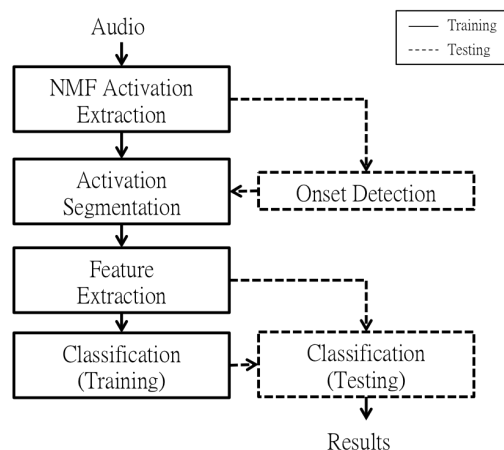 Audio
Training
Testing
NMF Activation
Extraction
Activation
Segmentation
Onset Detection
Feature
Extraction
Classification
(Training)
Classification
(Testing)
Results